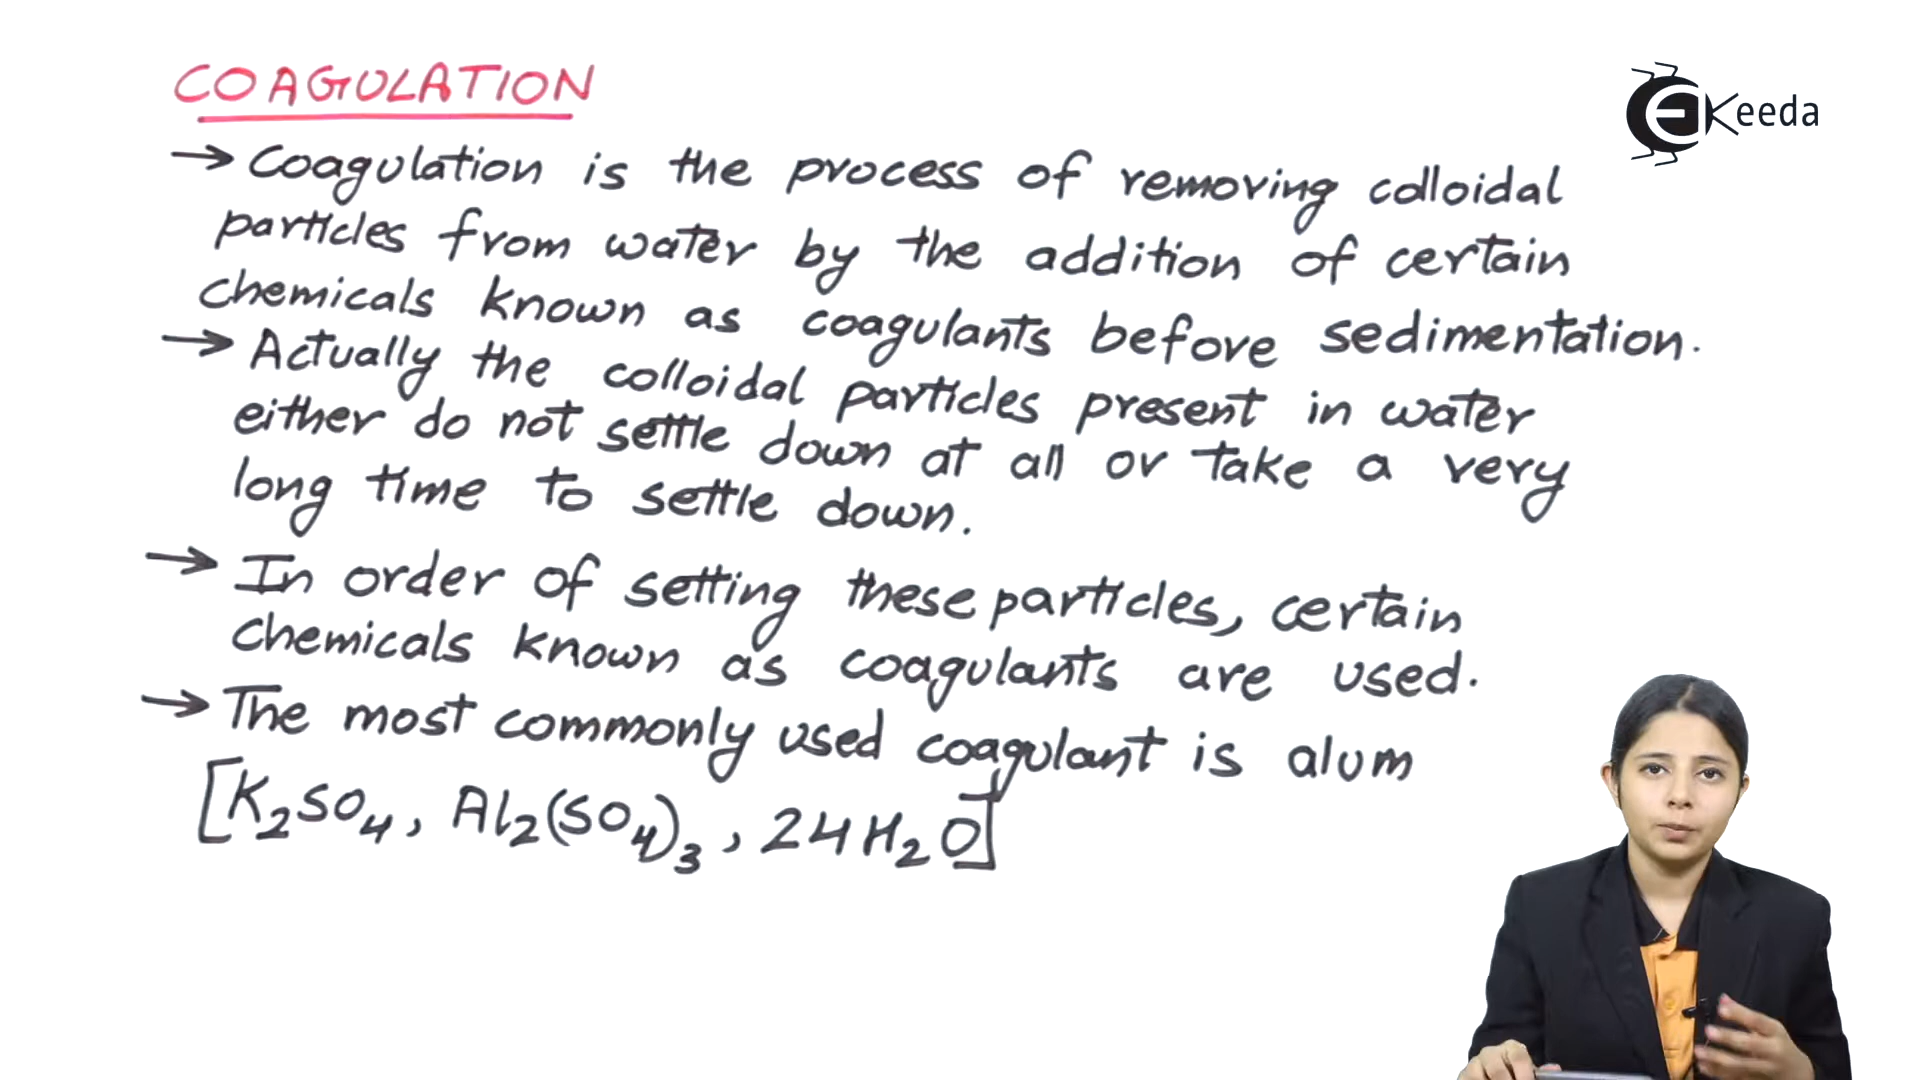 COAGULATION
EKeeda
→ Coagulation is the process of removing colloidal
particles from water by the addition of certain
chemicals known as coagulants before sedimentation.
→ Actually the colloidal particles present in water
either do not settle down at all or take a very
long time to settle down.
→ In order of setting these particles, certain
chemicals known as coagulants are used.
→ The most commonly used coagulant is alum
[K₂SO₄, Al₂(SO₄)₃, 24H₂O]